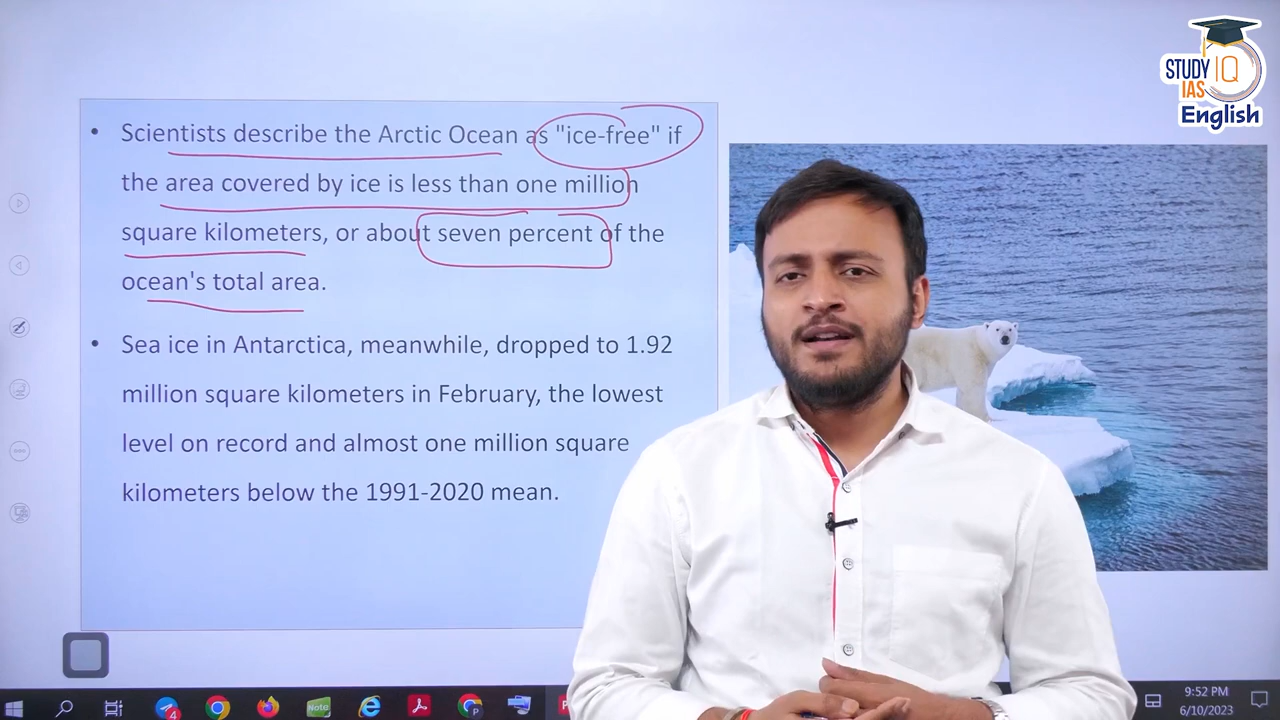 STUDY IQ
IAS
English
• Scientists describe the Arctic Ocean as "ice-free" if
the area covered by ice is less than one million
square kilometers, or about seven percent of the
ocean's total area.
• Sea ice in Antarctica, meanwhile, dropped to 1.92
million square kilometers in February, the lowest
level on record and almost one million square
kilometers below the 1991-2020 mean.
4
Note
9:52 PM
6/10/2023